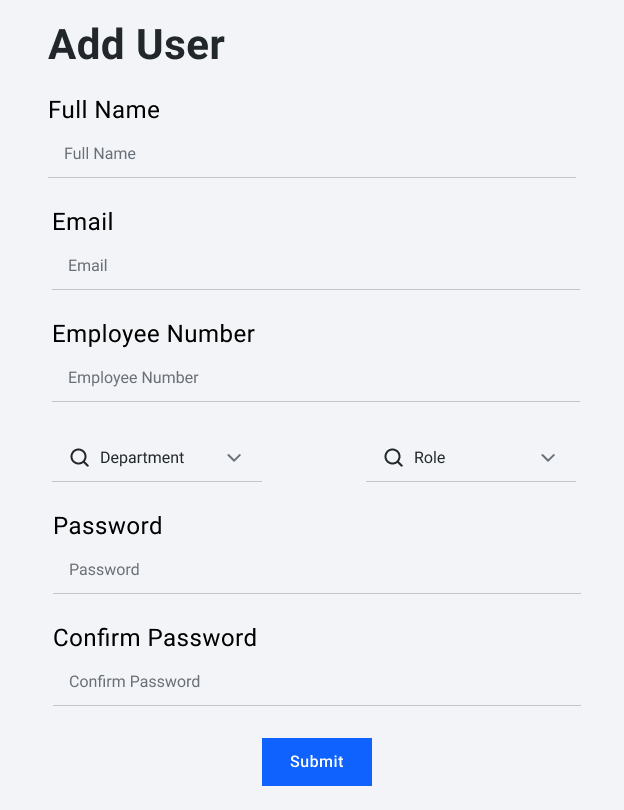 Add User
Full Name
Full Name
Email
Email
Employee Number
Employee Number
Department
Role
Password
Password
Confirm Password
Confirm Password
Submit